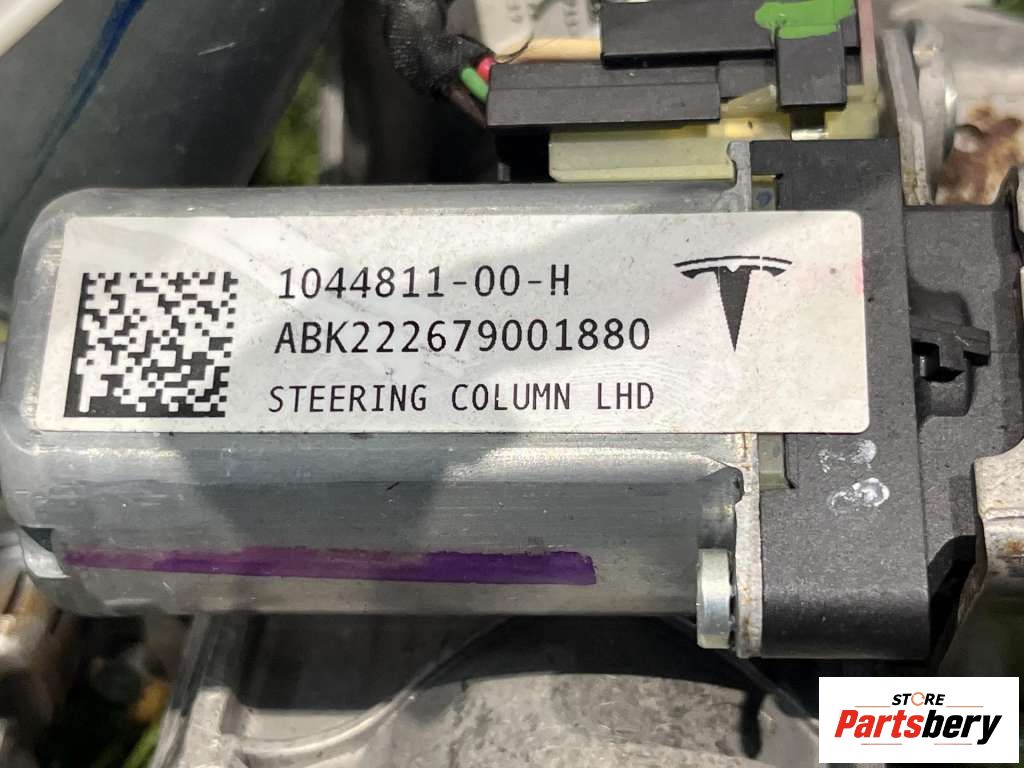 1044811-00-H
ABK222679001880
STEERING COLUMN LHD
STORE
Partsbery